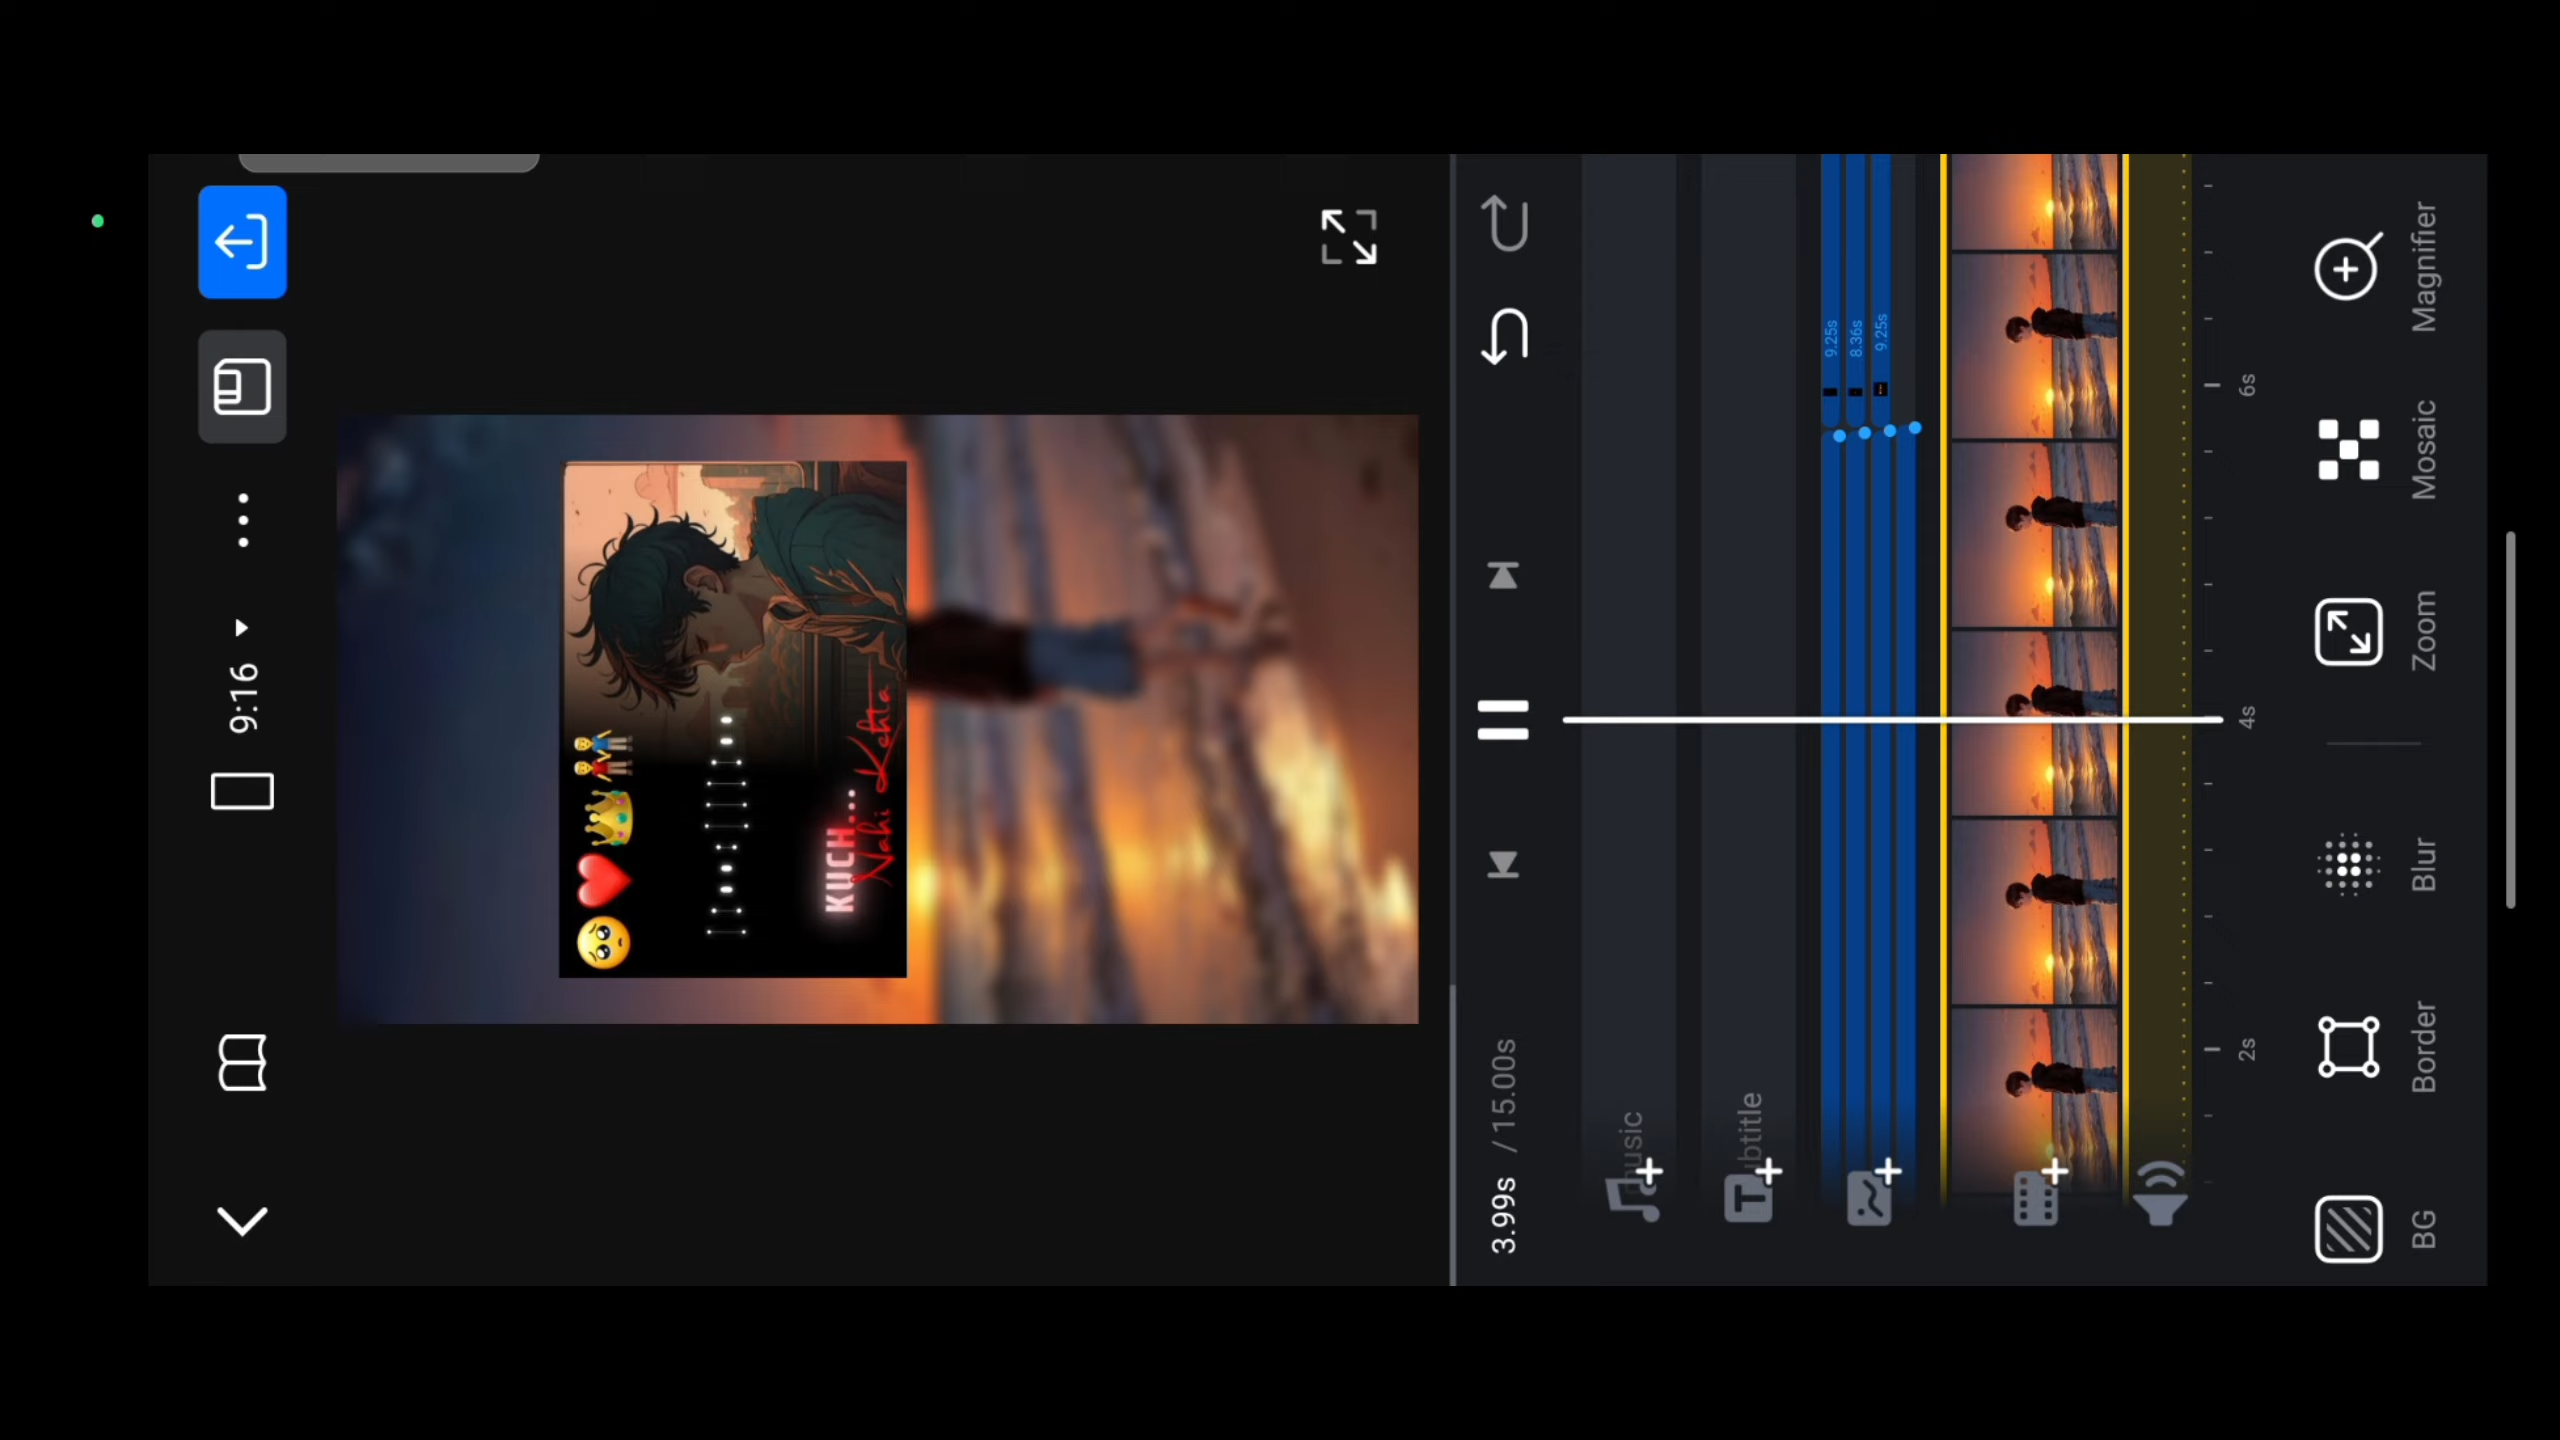 9:16
KUCH...
Nahi Kehta
3.99s / 15.00s
usic
btitle
9.25s
8.36s
9.25s
2s
4s
6s
BG
Border
Blur
Zoom
Mosaic
Magnifier